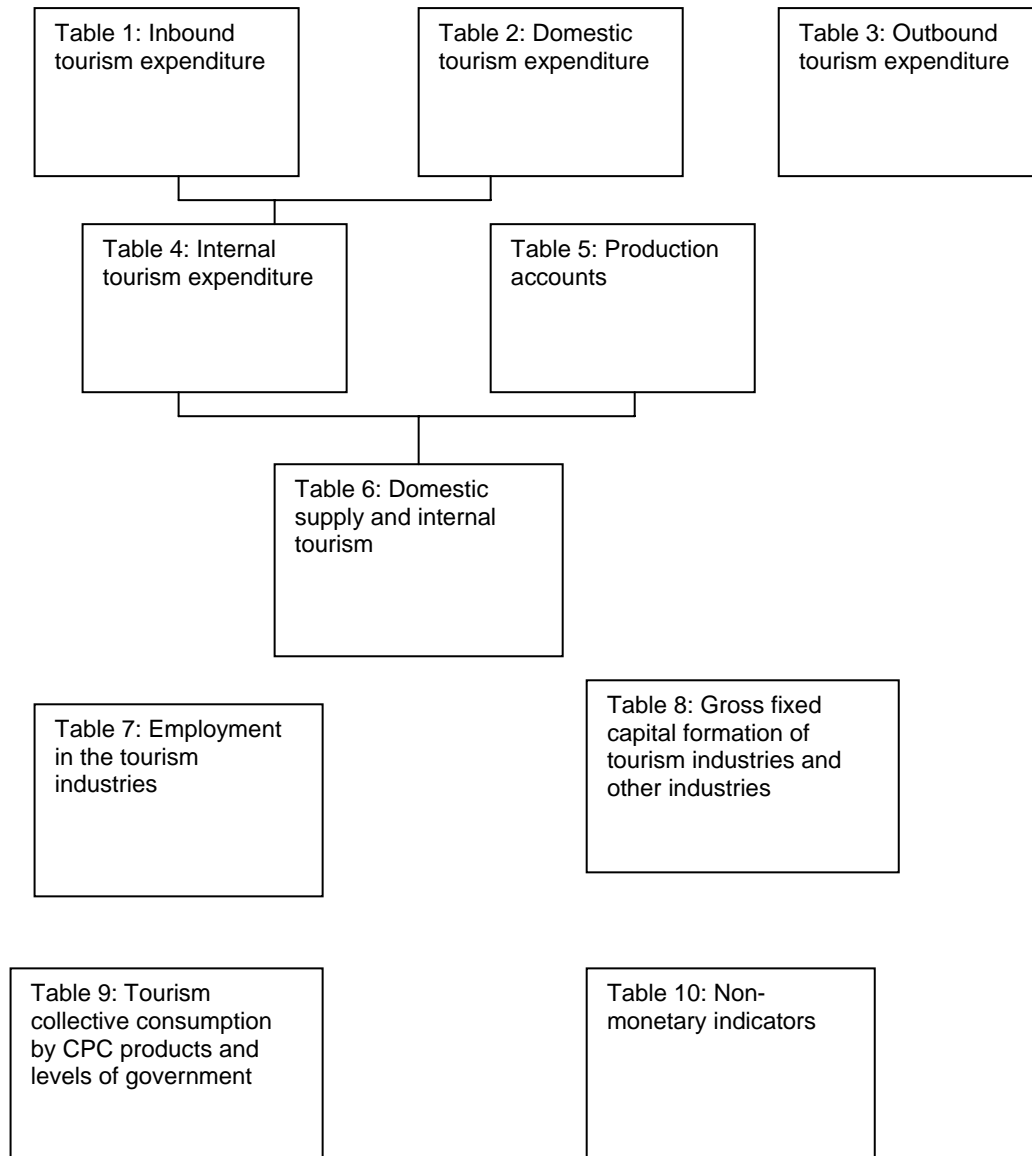 Table 1: Inbound
tourism expenditure
Table 2: Domestic
tourism expenditure
Table 3: Outbound
tourism expenditure
Table 4: Internal
tourism expenditure
Table 5: Production
accounts
Table 6: Domestic
supply and internal
tourism
Table 7: Employment
in the tourism
industries
Table 8: Gross fixed
capital formation of
tourism industries and
other industries
Table 9: Tourism
collective consumption
by CPC products and
levels of government
Table 10: Non-
monetary indicators